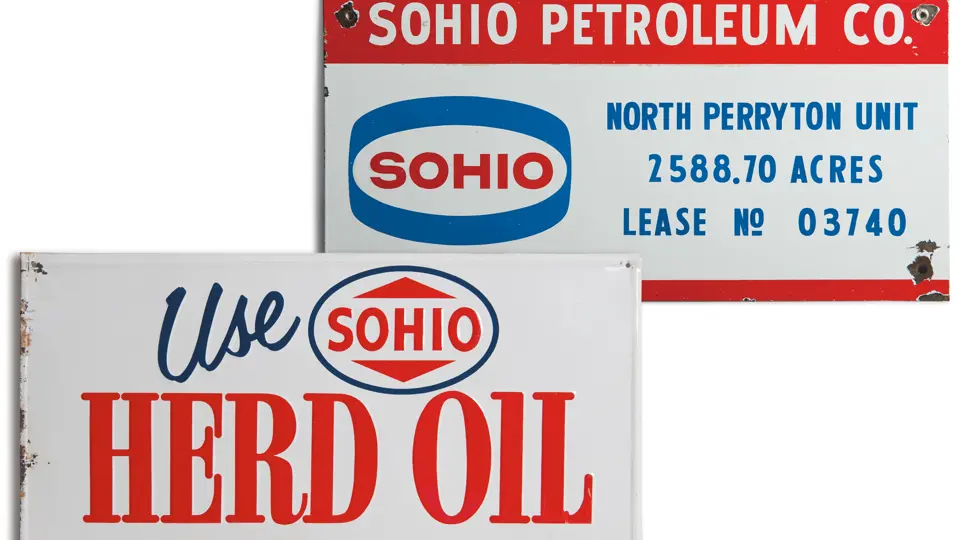 SOHIO PETROLEUM CO.
SOHIO
NORTH PERRYTON UNIT
2588.70 ACRES
LEASE Nº 03740
Use SOHIO
HERD OIL